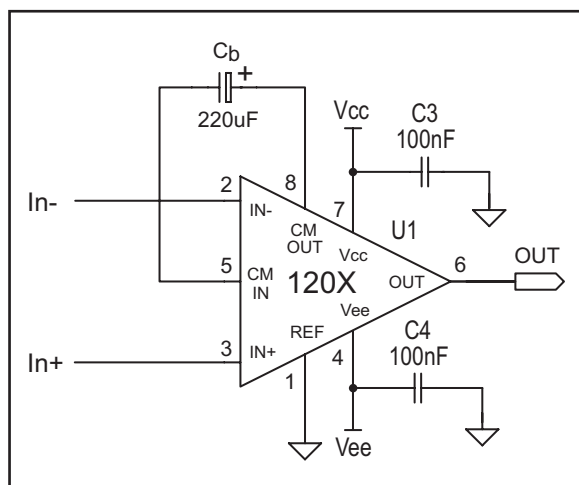 Cb
+
220uF
Vcc
C3
100nF
2
8
7
In-
IN-
CM
OUT
Vcc
U1
5
CM
IN
120X
OUT
6
OUT
Vee
REF
C4
100nF
In+
3
IN+
1
4
Vee